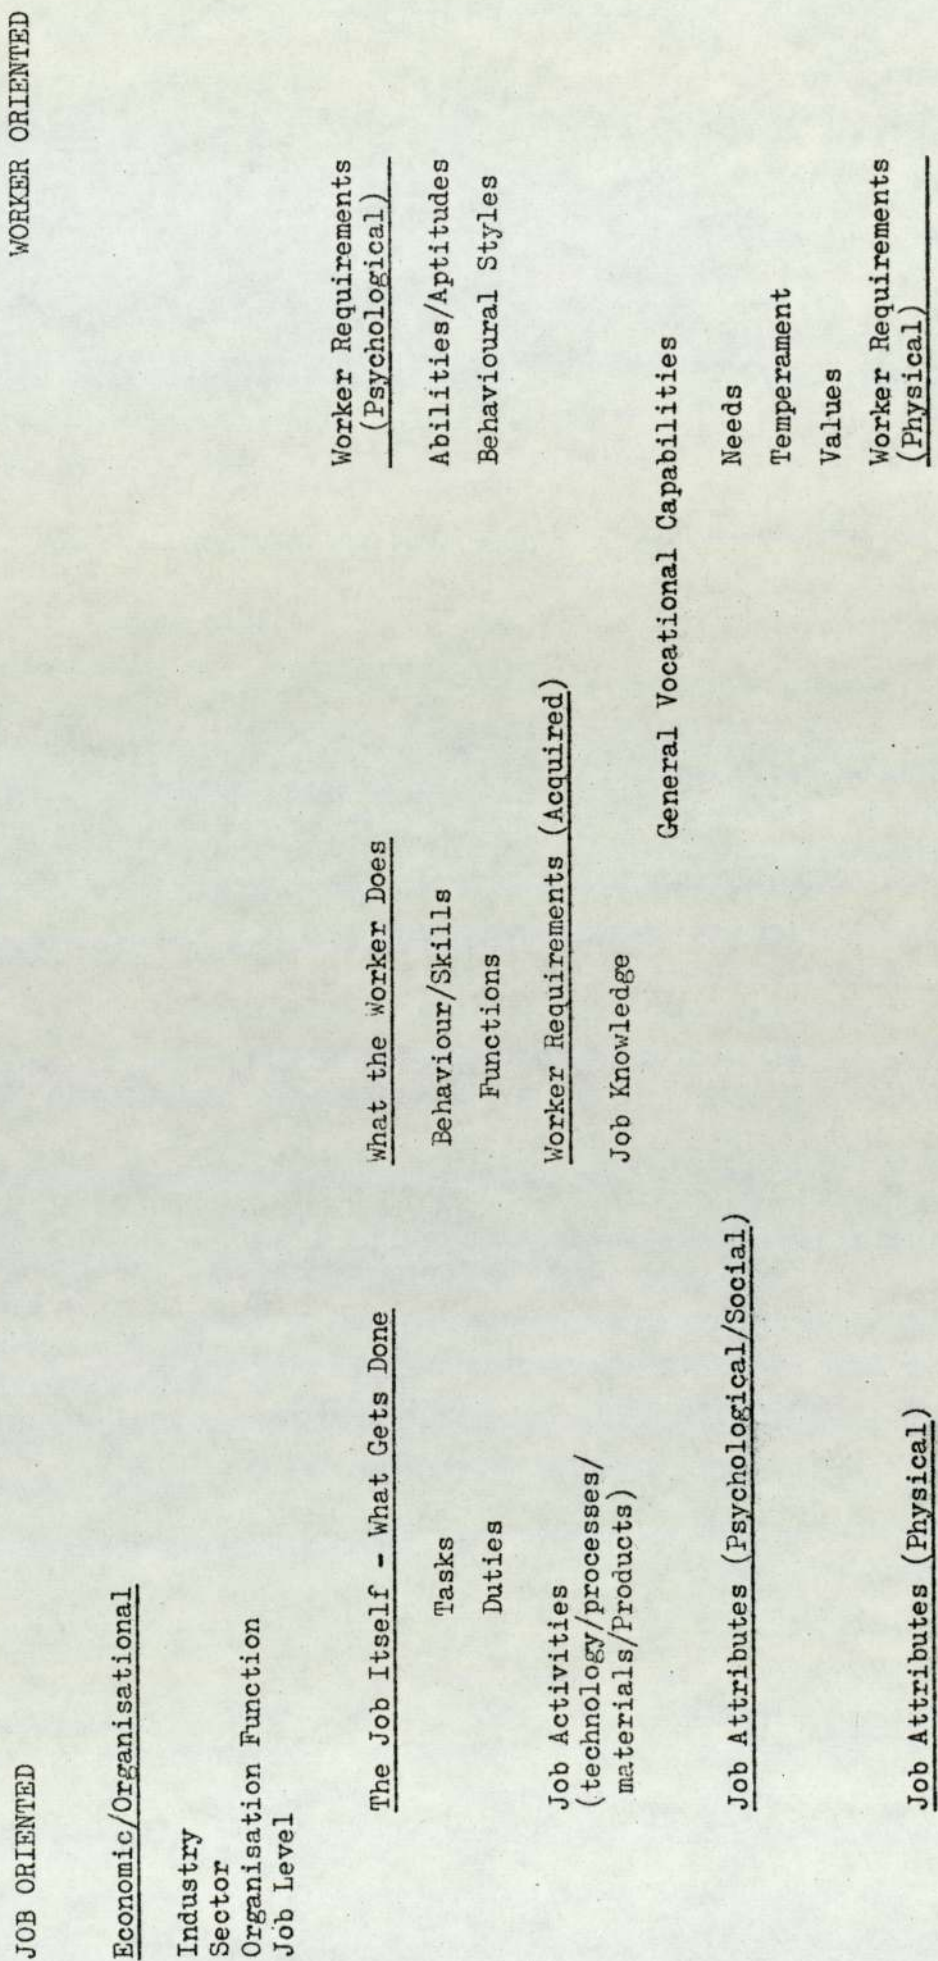 JOB ORIENTED
WORKER ORIENTED
Economic/Organisational
Industry
Sector
Organisation Function
Job Level
The Job Itself - What Gets Done
Tasks
Duties
Job Activities
(technology/processes/
materials/Products)
Job Attributes (Psychological/Social)
Job Attributes (Physical)
What the Worker Does
Behaviour/Skills
Functions
Worker Requirements (Acquired)
Job Knowledge
General Vocational Capabilities
Worker Requirements
(Psychological)
Abilities/Aptitudes
Behavioural Styles
Needs
Temperament
Values
Worker Requirements
(Physical)